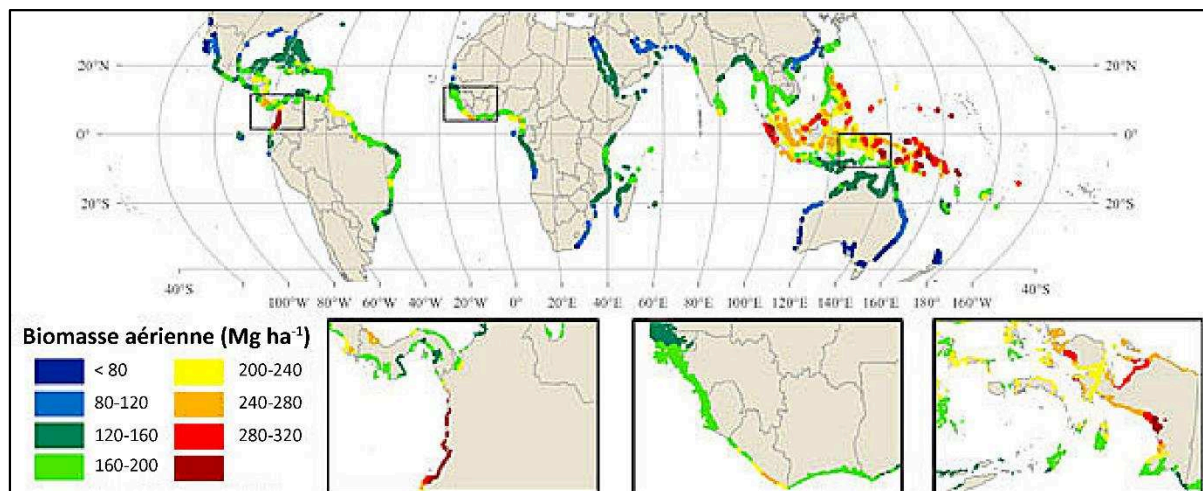 20°N 20°N
0° 0°
20°S 20°S
40°S 100°W 80°W 60°W 40°W 20°W 0° 20°E 40°E 60°E 80°E 100°E 120°E 140°E 160°E 180° 160°W 40°S
Biomasse aérienne (Mg ha⁻¹)
< 80 200-240
80-120 240-280
120-160 280-320
160-200